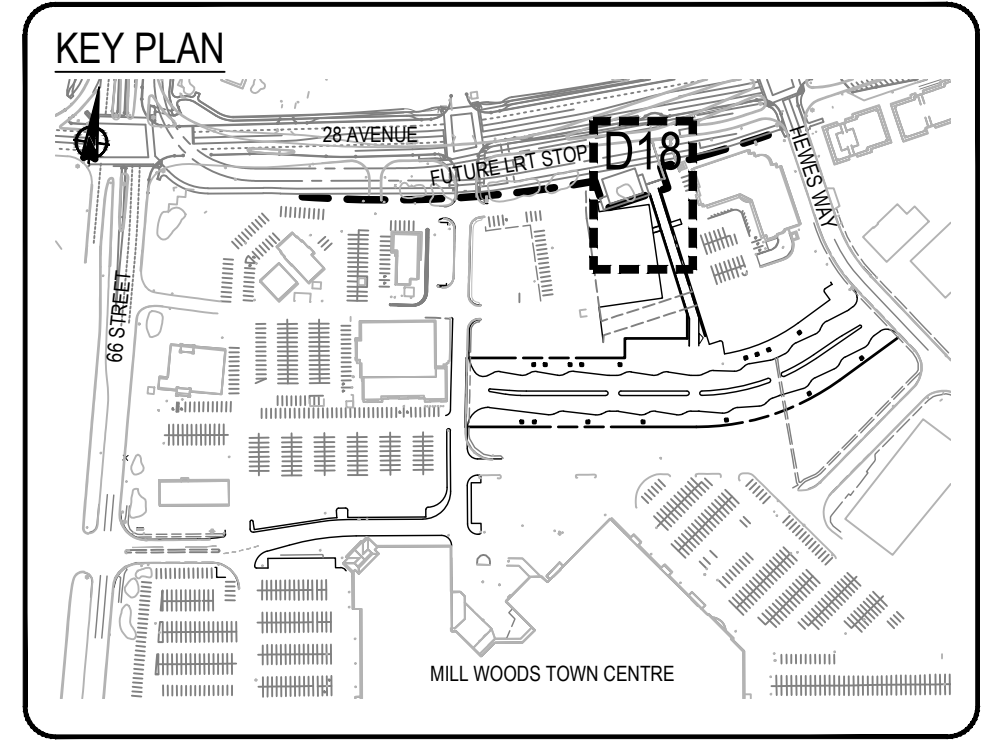 KEY PLAN
28 AVENUE
FUTURE LRT STOP
D18
HEWES WAY
66 STREET
MILL WOODS TOWN CENTRE